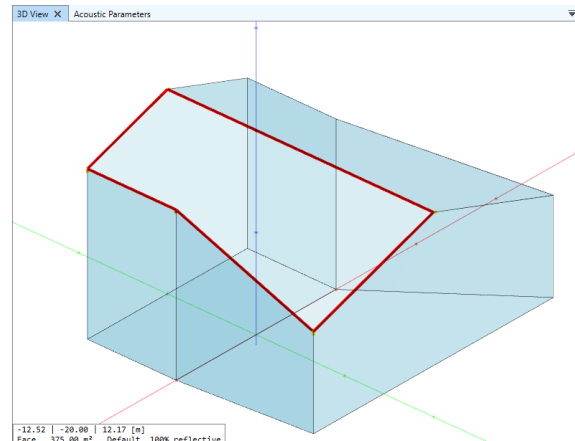 3D View Acoustic Parameters
-12.52 | -20.00 | 12.17 [m]
Face 375.00 m² Default 100% reflective